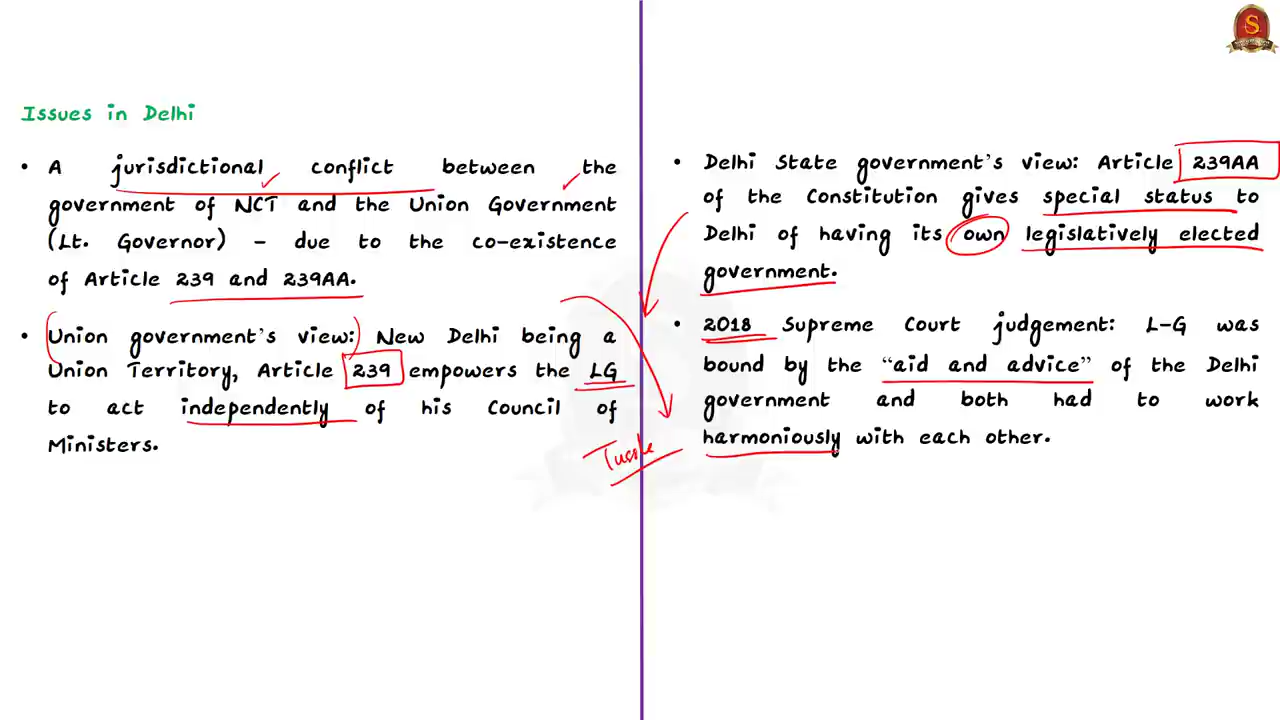 Issues in Delhi
• A jurisdictional conflict between the
government of NCT and the Union Government
(Lt. Governor) – due to the co-existence
of Article 239 and 239AA.
• Union government's view: New Delhi being a
Union Territory, Article 239 empowers the LG
to act independently of his Council of
Ministers.
• Delhi State government's view: Article 239AA
of the Constitution gives special status to
Delhi of having its own legislatively elected
government.
• 2018 Supreme Court judgement: L-G was
bound by the “aid and advice” of the Delhi
government and both had to work
harmoniously with each other.
S